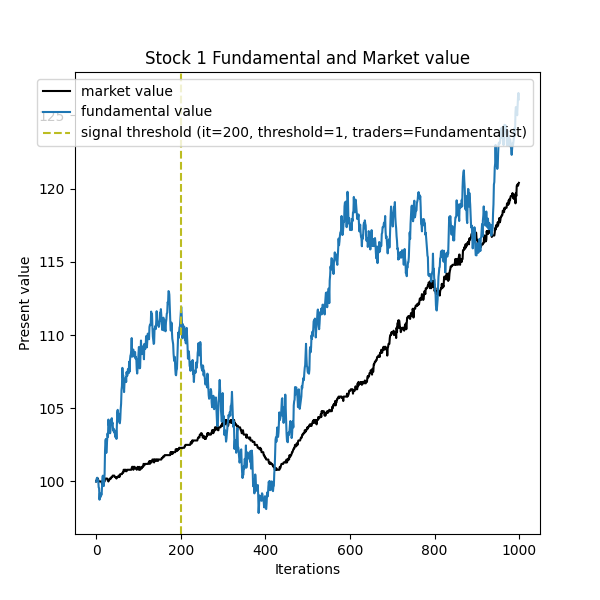 Stock 1 Fundamental and Market value
market value
fundamental value
signal threshold (it=200, threshold=1, traders=Fundamentalist)
125
120
115
110
105
100
Present value
0 200 400 600 800 1000
Iterations